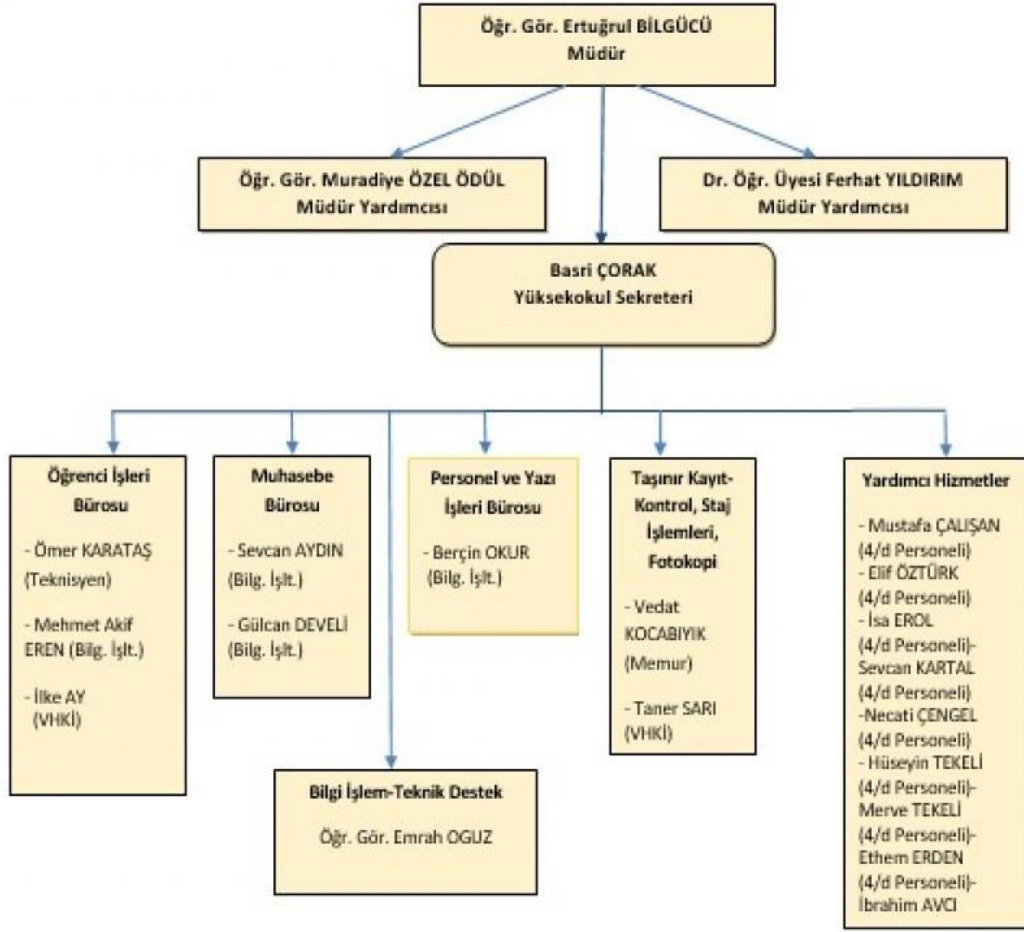 Öğr. Gör. Ertuğrul BİLGÜCÜ
Müdür
Öğr. Gör. Muradiye ÖZEL ÖDÜL
Müdür Yardımcısı
Dr. Öğr. Üyesi Ferhat YILDIRIM
Müdür Yardımcısı
Basri ÇORAK
Yüksekokul Sekreteri
Öğrenci İşleri
Bürosu
- Ömer KARATAŞ
(Teknisyen)
- Mehmet Akif
EREN (Bilg. İşlt.)
- İlke AY
(VHKİ)
Muhasebe
Bürosu
- Sevcan AYDIN
(Bilg. İşlt.)
- Gülcan DEVELİ
(Bilg. İşlt.)
Personel ve Yazı
İşleri Bürosu
- Berçin OKUR
(Bilg. İşlt.)
Taşınır Kayıt-
Kontrol, Staj
İşlemleri,
Fotokopi
- Vedat
KOCABIYIK
(Memur)
- Taner SARI
(VHKİ)
Yardımcı Hizmetler
- Mustafa ÇALIŞAN
(4/d Personeli)
- Elif ÖZTÜRK
(4/d Personeli)
- İsa EROL
(4/d Personeli)-
Sevcan KARTAL
(4/d Personeli)
-Necati ÇENGEL
(4/d Personeli)
- Hüseyin TEKELİ
(4/d Personeli)-
Merve TEKELİ
(4/d Personeli)-
Ethem ERDEN
(4/d Personeli)-
İbrahim AVCI
Bilgi İşlem-Teknik Destek
Öğr. Gör. Emrah OGUZ